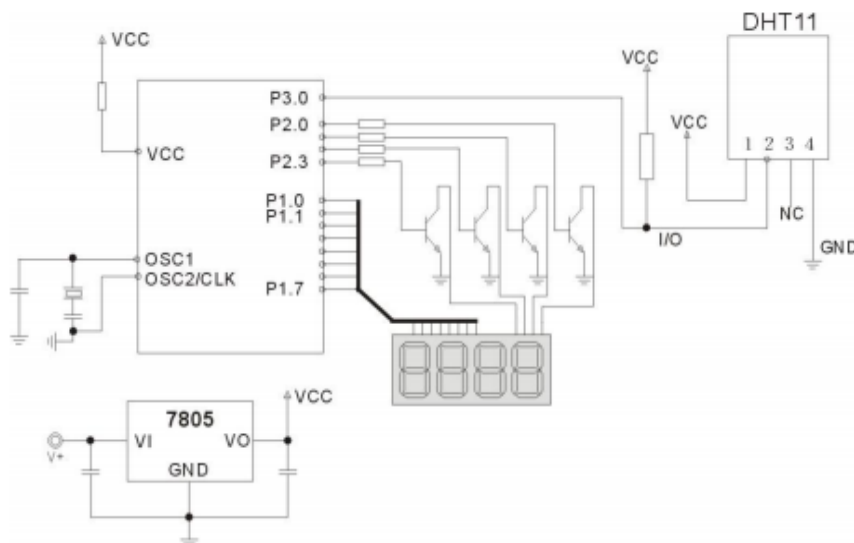 DHT11
VCC
VCC
P3.0
P2.0
VCC
VCC
P2.3
1 2 3 4
P1.0
P1.1
NC
I/O
GND
OSC1
OSC2/CLK
P1.7
VCC
7805
VI VO
V+
GND